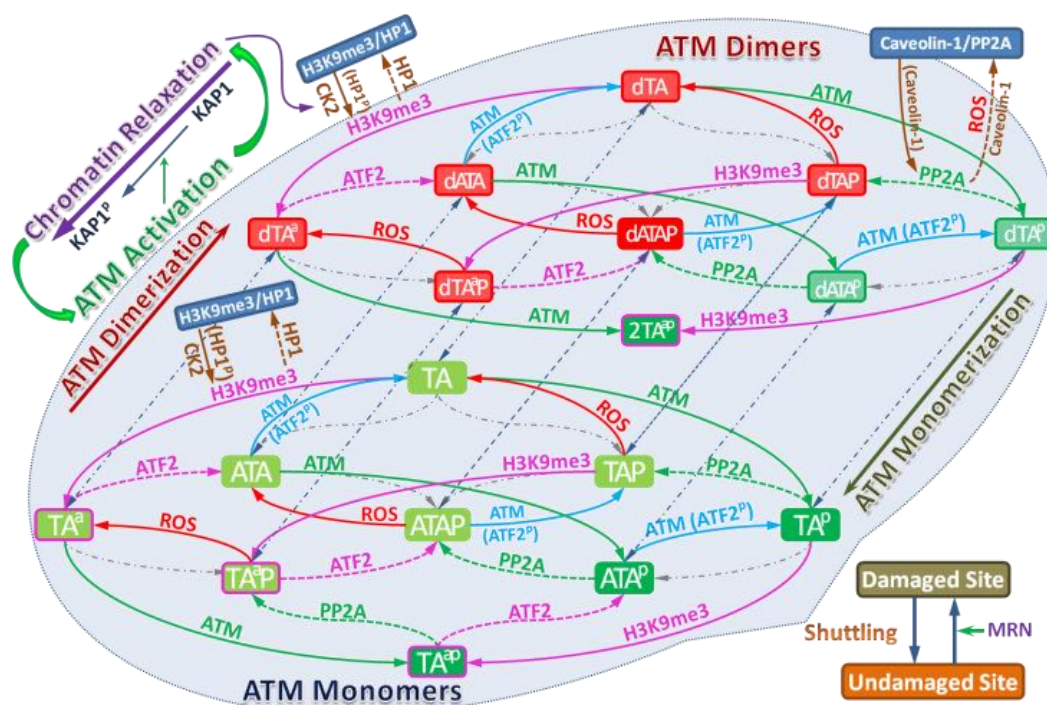 H3K9me3/HP1
CK2
(HP1ᵖ)
HP1
ATM Dimers
Caveolin-1/PP2A
(Caveolin-1)
ROS
Caveolin-1
Chromatin Relaxation
KAP1
KAP1ᴾ
ATM Activation
H3K9me3
dTA
ATM
ATM
(ATF2ᵖ)
ROS
ATF2
dATA
ATM
H3K9me3
dTAP
PP2A
dTAᵃ
ROS
ROS
dATAP
ATM
(ATF2ᵖ)
ATM (ATF2ᵖ)
dTAᵖ
dTAᵃP
ATF2
PP2A
dATAᵖ
ATM
2TAᵃᵖ
H3K9me3
ATM Dimerization
ATM Monomerization
H3K9me3/HP1
CK2
(HP1ᵖ)
HP1
H3K9me3
TA
ATM
ATM
(ATF2ᵖ)
ROS
ATF2
ATA
ATM
H3K9me3
TAP
PP2A
TAᵃ
ROS
ROS
ATAP
ATM
(ATF2ᵖ)
ATM (ATF2ᵖ)
TAᵖ
TAᵃP
ATF2
PP2A
ATAᵖ
ATM
PP2A
ATF2
H3K9me3
TAᵃᵖ
ATM Monomers
Damaged Site
Shuttling
MRN
Undamaged Site